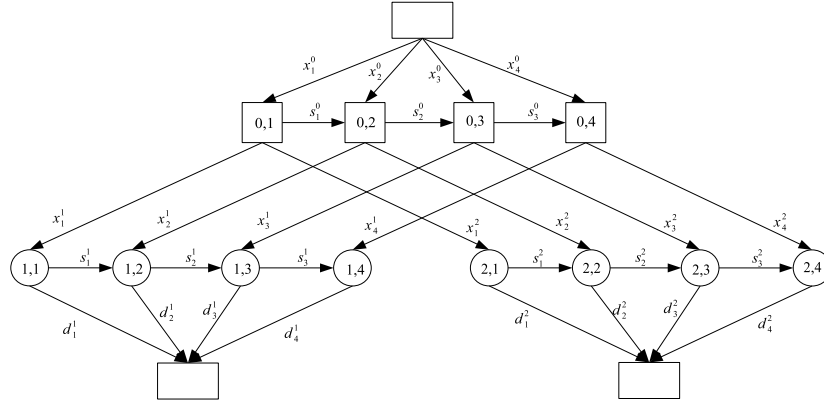 x_1^0 x_2^0 x_3^0 x_4^0
0,1 s_1^0 0,2 s_2^0 0,3 s_3^0 0,4
x_1^1 x_2^1 x_3^1 x_4^1 x_1^2 x_2^2 x_3^2 x_4^2
1,1 s_1^1 1,2 s_2^1 1,3 s_3^1 1,4 2,1 s_1^2 2,2 s_2^2 2,3 s_3^2 2,4
d_1^1 d_2^1 d_3^1 d_4^1 d_1^2 d_2^2 d_3^2 d_4^2